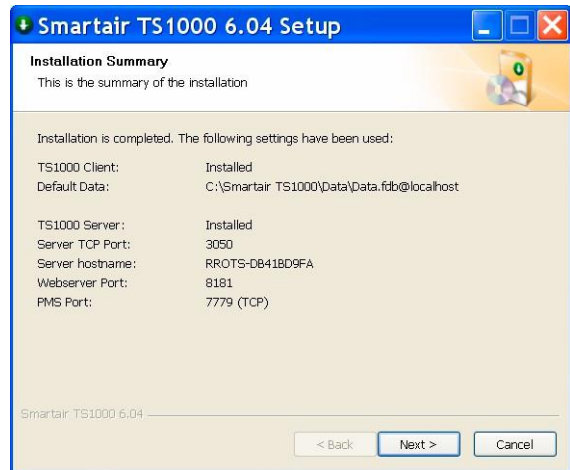 Smartair TS1000 6.04 Setup
Installation Summary
This is the summary of the installation
Installation is completed. The following settings have been used:
TS1000 Client: Installed
Default Data: C:\Smartair TS1000\Data\Data.fdb@localhost
TS1000 Server: Installed
Server TCP Port: 3050
Server hostname: RROTS-DB41BD9FA
Webserver Port: 8181
PMS Port: 7779 (TCP)
Smartair TS1000 6.04
< Back Next > Cancel